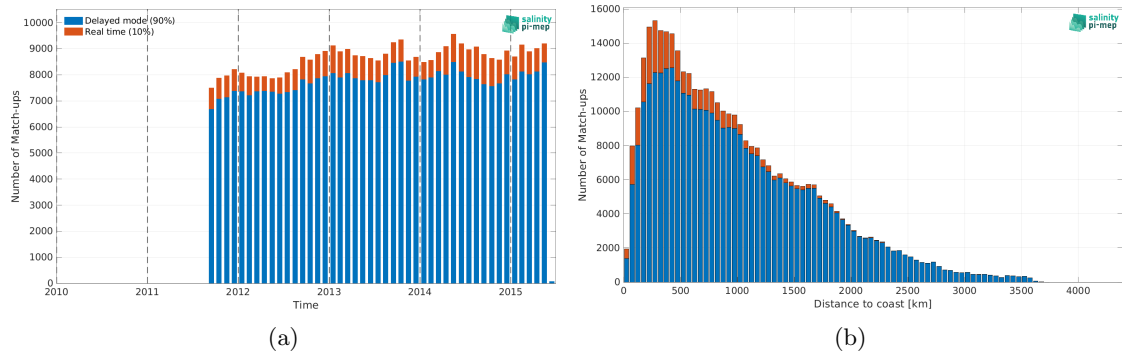 Delayed mode (90%)
Real time (10%)
salinity
pi-mep
Number of Match-ups
10000
9000
8000
7000
6000
5000
4000
3000
2000
1000
0
2010
2011
2012
2013
2014
2015
Time
(a)
salinity
pi-mep
Number of Match-ups
16000
14000
12000
10000
8000
6000
4000
2000
0
0
500
1000
1500
2000
2500
3000
3500
4000
Distance to coast [km]
(b)